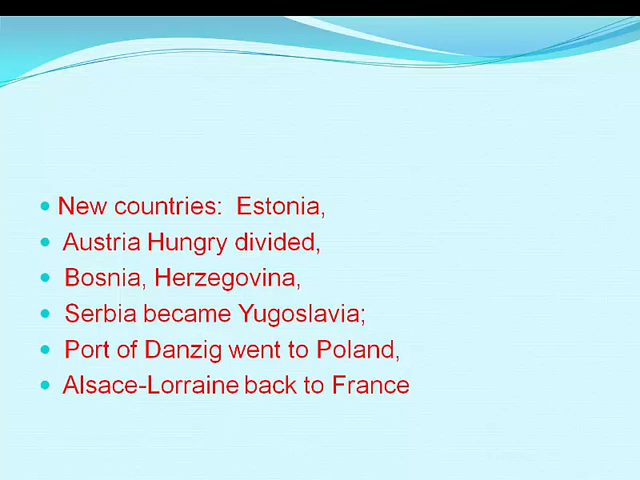 New countries: Estonia,
Austria Hungry divided,
Bosnia, Herzegovina,
Serbia became Yugoslavia;
Port of Danzig went to Poland,
Alsace-Lorraine back to France